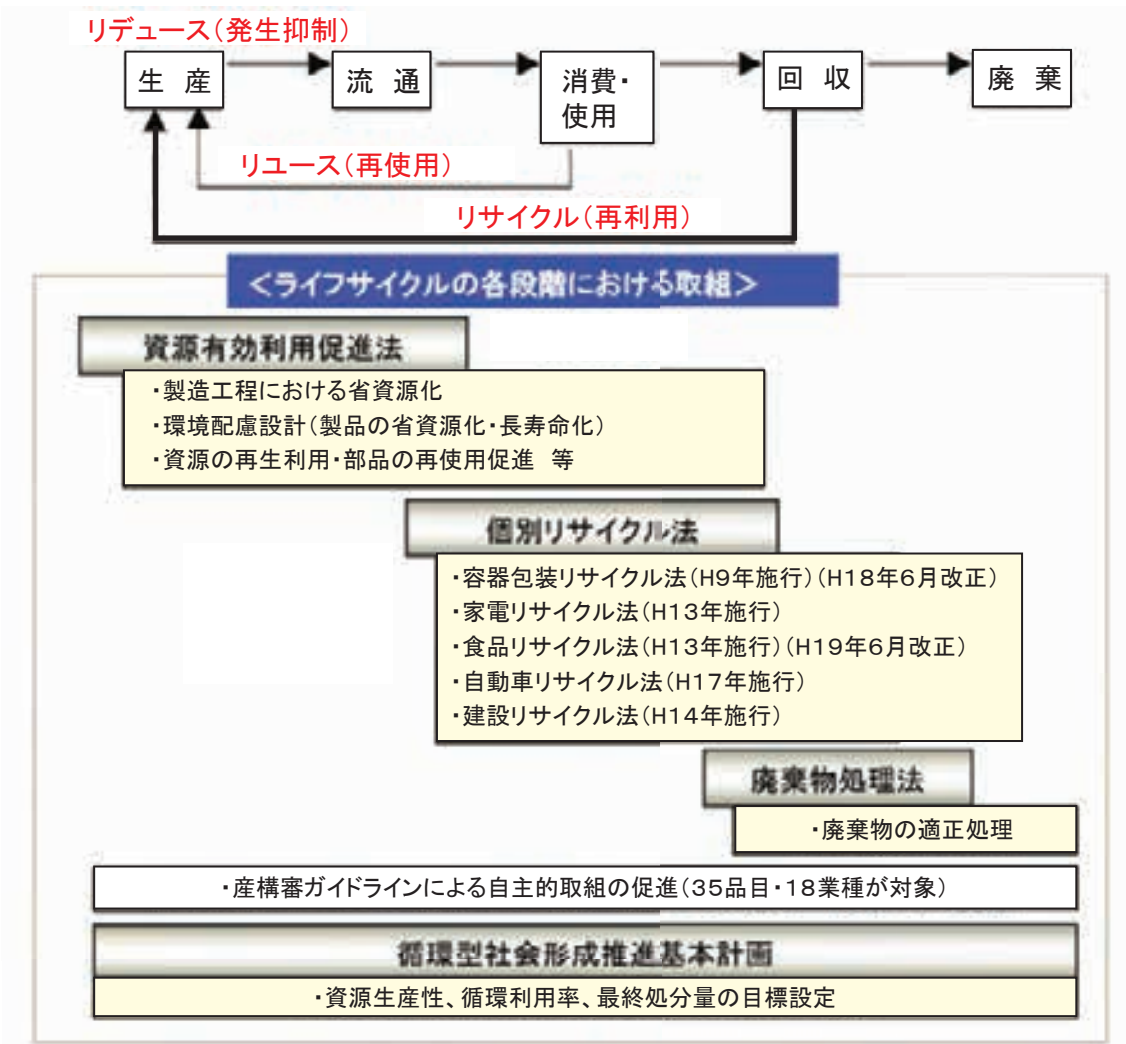 リデュース(発生抑制)
生 産
流 通
消費・
使用
回 収
廃 棄
リユース(再使用)
リサイクル(再利用)
<ライフサイクルの各段階における取組>
資源有効利用促進法
・製造工程における省資源化
・環境配慮設計(製品の省資源化・長寿命化)
・資源の再生利用・部品の再使用促進 等
個別リサイクル法
・容器包装リサイクル法(H9年施行)(H18年6月改正)
・家電リサイクル法(H13年施行)
・食品リサイクル法(H13年施行)(H19年6月改正)
・自動車リサイクル法(H17年施行)
・建設リサイクル法(H14年施行)
廃棄物処理法
・廃棄物の適正処理
・産構審ガイドラインによる自主的取組の促進(35品目・18業種が対象)
循環型社会形成推進基本計画
・資源生産性、循環利用率、最終処分量の目標設定